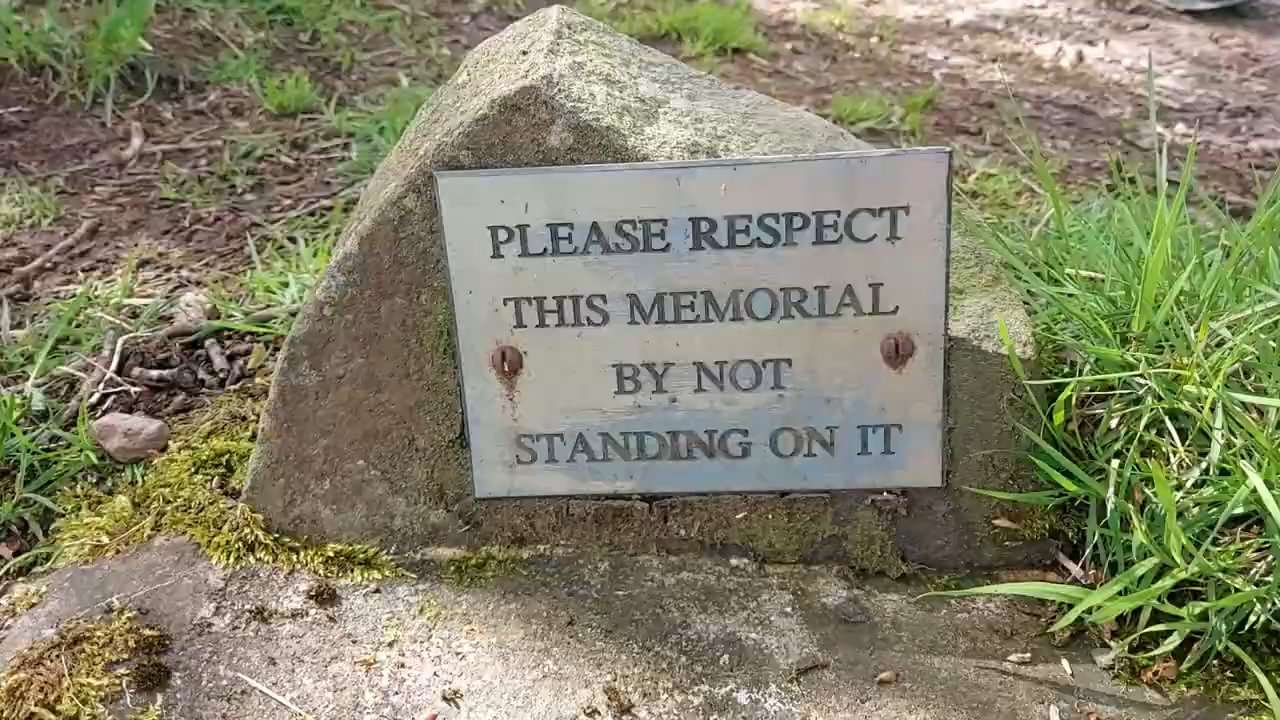 PLEASE RESPECT
THIS MEMORIAL
BY NOT
STANDING ON IT